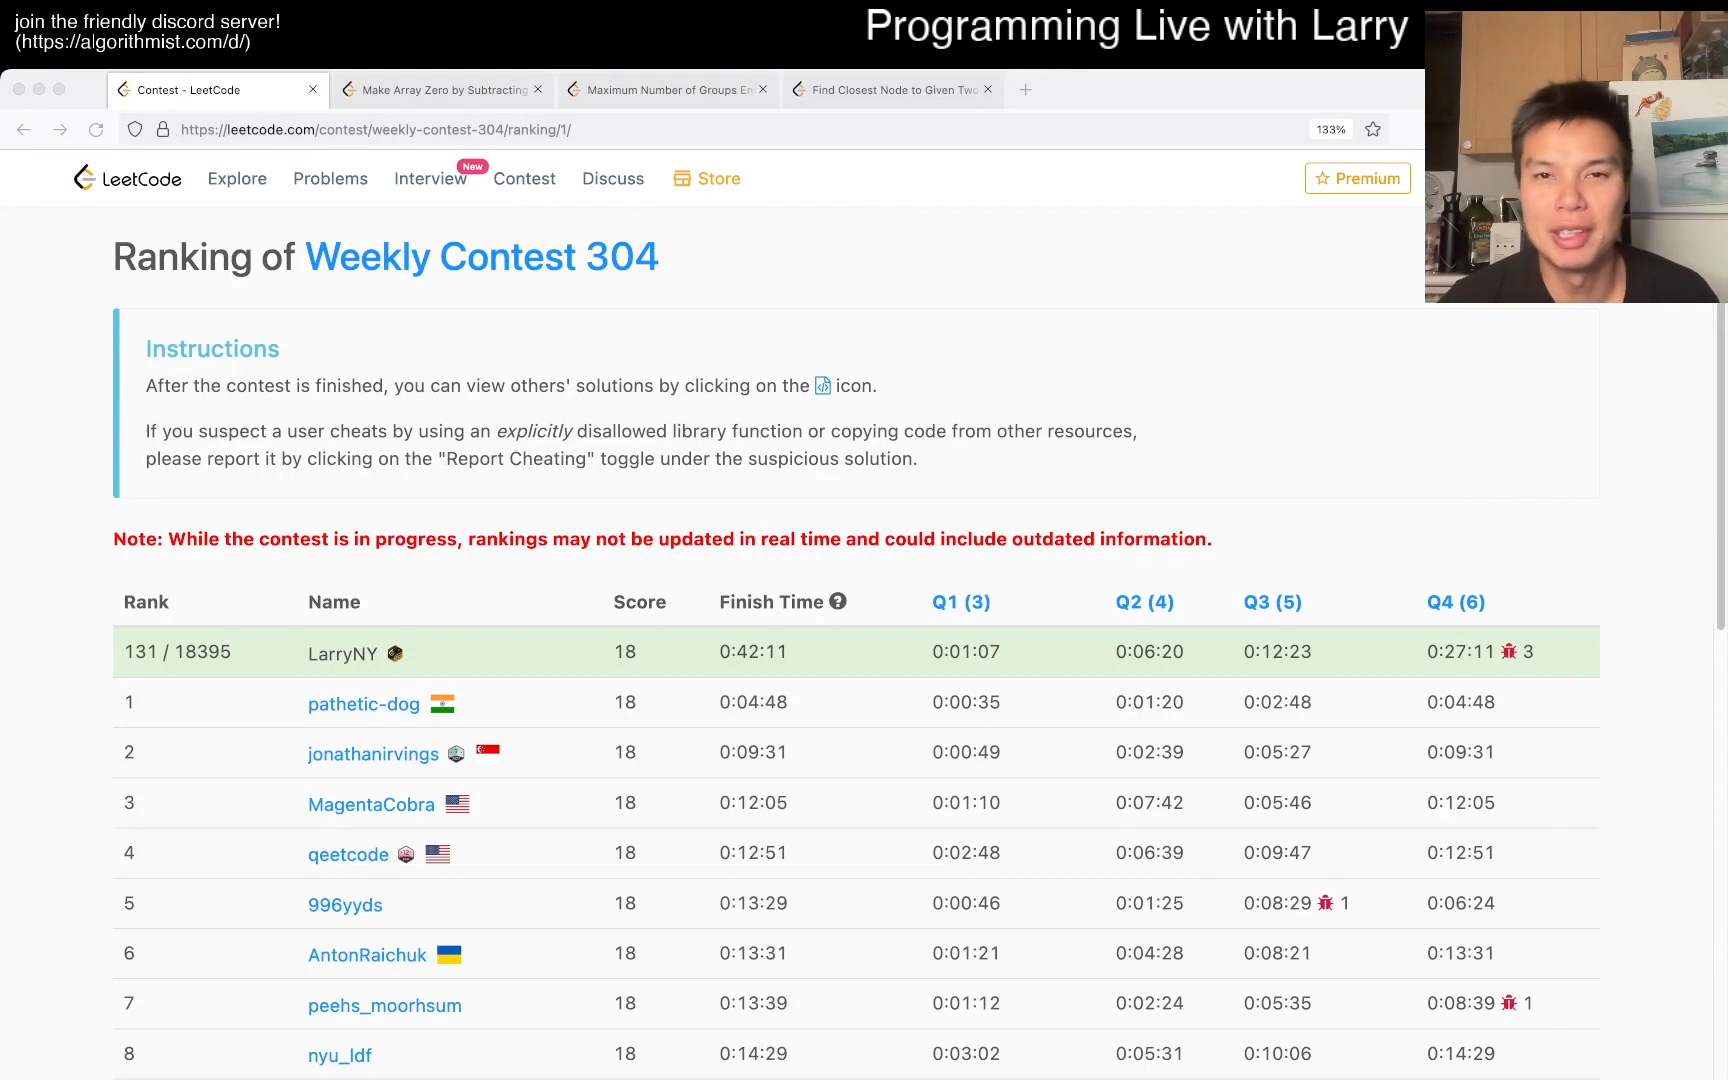 join the friendly discord server!
(https://algorithmist.com/d/)
Programming Live with Larry
Contest - LeetCode
Make Array Zero by Subtracting
Maximum Number of Groups En
Find Closest Node to Given Two
https://leetcode.com/contest/weekly-contest-304/ranking/1/
133%
LeetCode Explore Problems Interview New Contest Discuss Store Premium
Ranking of Weekly Contest 304
Instructions
After the contest is finished, you can view others' solutions by clicking on the icon.
If you suspect a user cheats by using an explicitly disallowed library function or copying code from other resources,
please report it by clicking on the "Report Cheating" toggle under the suspicious solution.
Note: While the contest is in progress, rankings may not be updated in real time and could include outdated information.
Rank Name Score Finish Time Q1 (3) Q2 (4) Q3 (5) Q4 (6)
131 / 18395 LarryNY 18 0:42:11 0:01:07 0:06:20 0:12:23 0:27:11 3
1 pathetic-dog 18 0:04:48 0:00:35 0:01:20 0:02:48 0:04:48
2 jonathanirvings 18 0:09:31 0:00:49 0:02:39 0:05:27 0:09:31
3 MagentaCobra 18 0:12:05 0:01:10 0:07:42 0:05:46 0:12:05
4 qeetcode 18 0:12:51 0:02:48 0:06:39 0:09:47 0:12:51
5 996yyds 18 0:13:29 0:00:46 0:01:25 0:08:29 1 0:06:24
6 AntonRaichuk 18 0:13:31 0:01:21 0:04:28 0:08:21 0:13:31
7 peehs_moorhsum 18 0:13:39 0:01:12 0:02:24 0:05:35 0:08:39 1
8 nyu_ldf 18 0:14:29 0:03:02 0:05:31 0:10:06 0:14:29